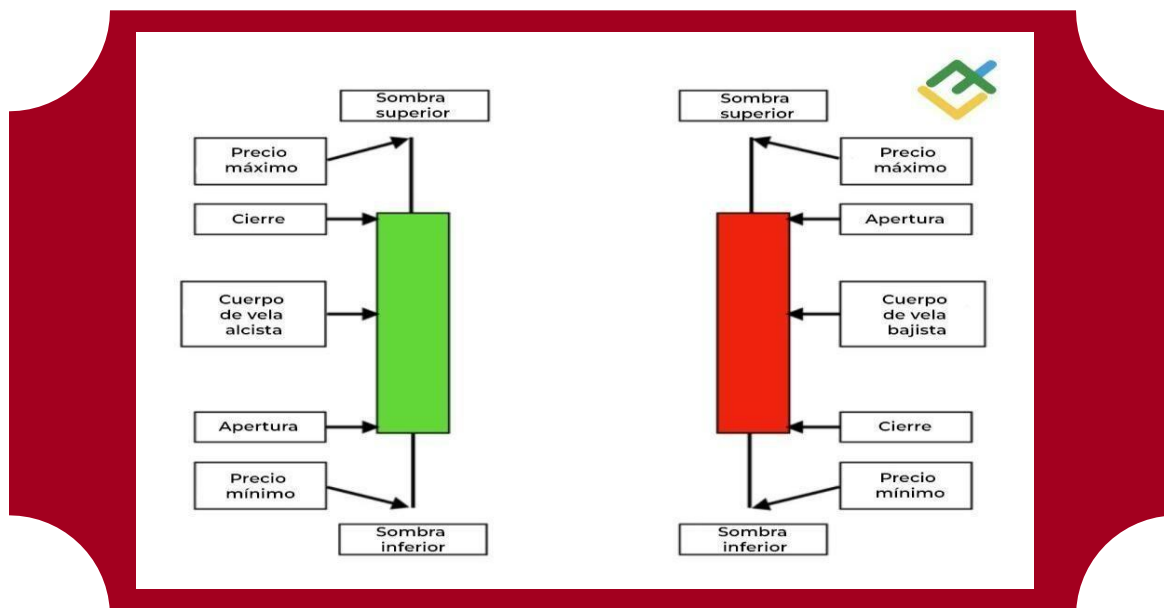 Sombra
superior
Precio
máximo
Cierre
Cuerpo
de vela
alcista
Apertura
Precio
mínimo
Sombra
inferior
Sombra
superior
Precio
máximo
Apertura
Cuerpo
de vela
bajista
Cierre
Precio
mínimo
Sombra
inferior